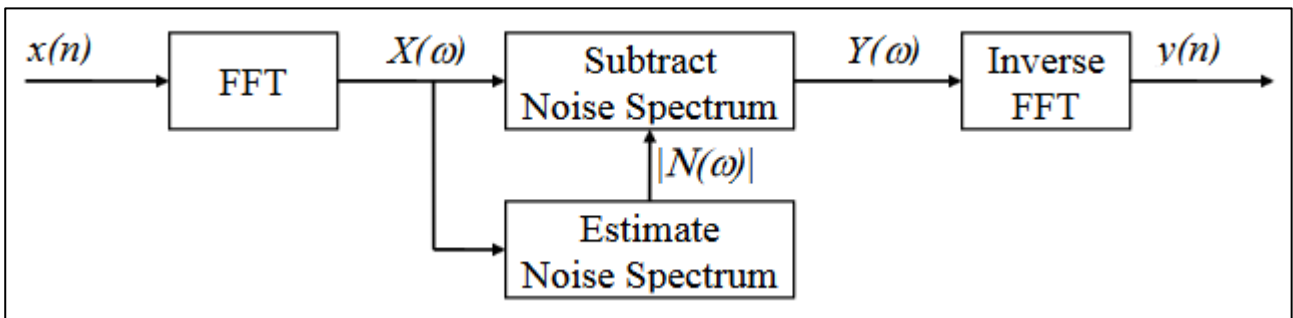 x(n)
FFT
X(ω)
Subtract
Noise Spectrum
Y(ω)
Inverse
FFT
y(n)
|N(ω)|
Estimate
Noise Spectrum